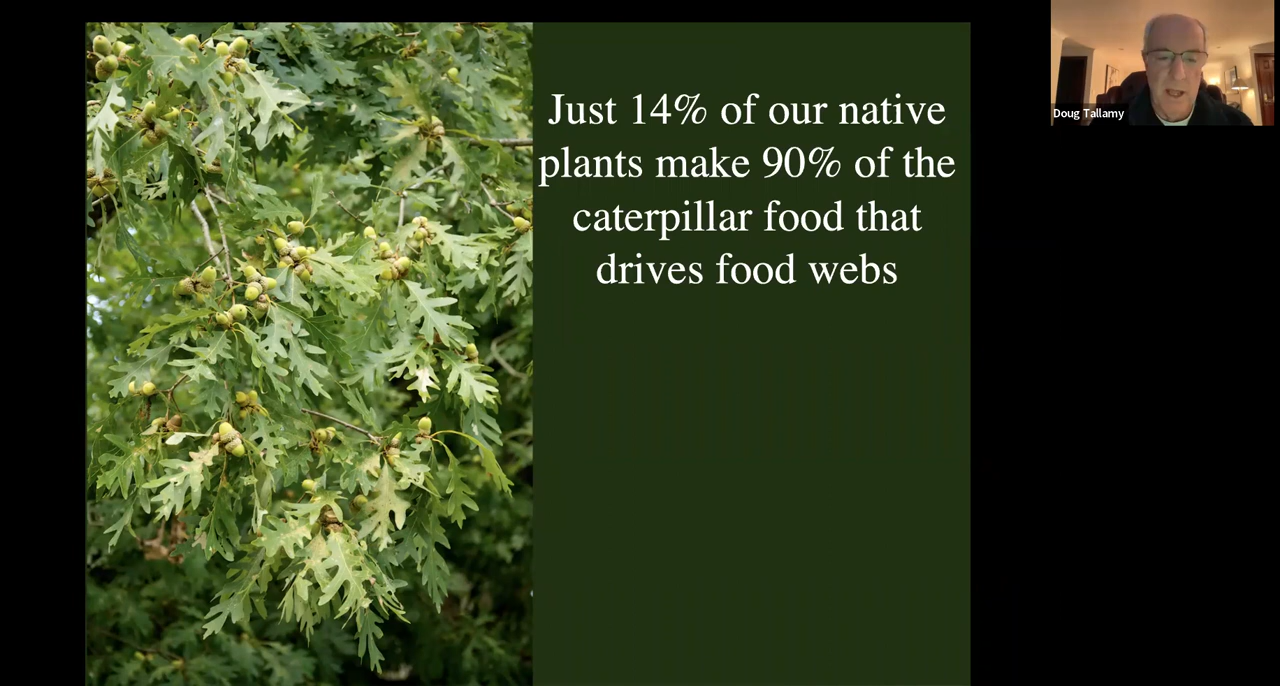 Just 14% of our native
plants make 90% of the
caterpillar food that
drives food webs
Doug Tallamy